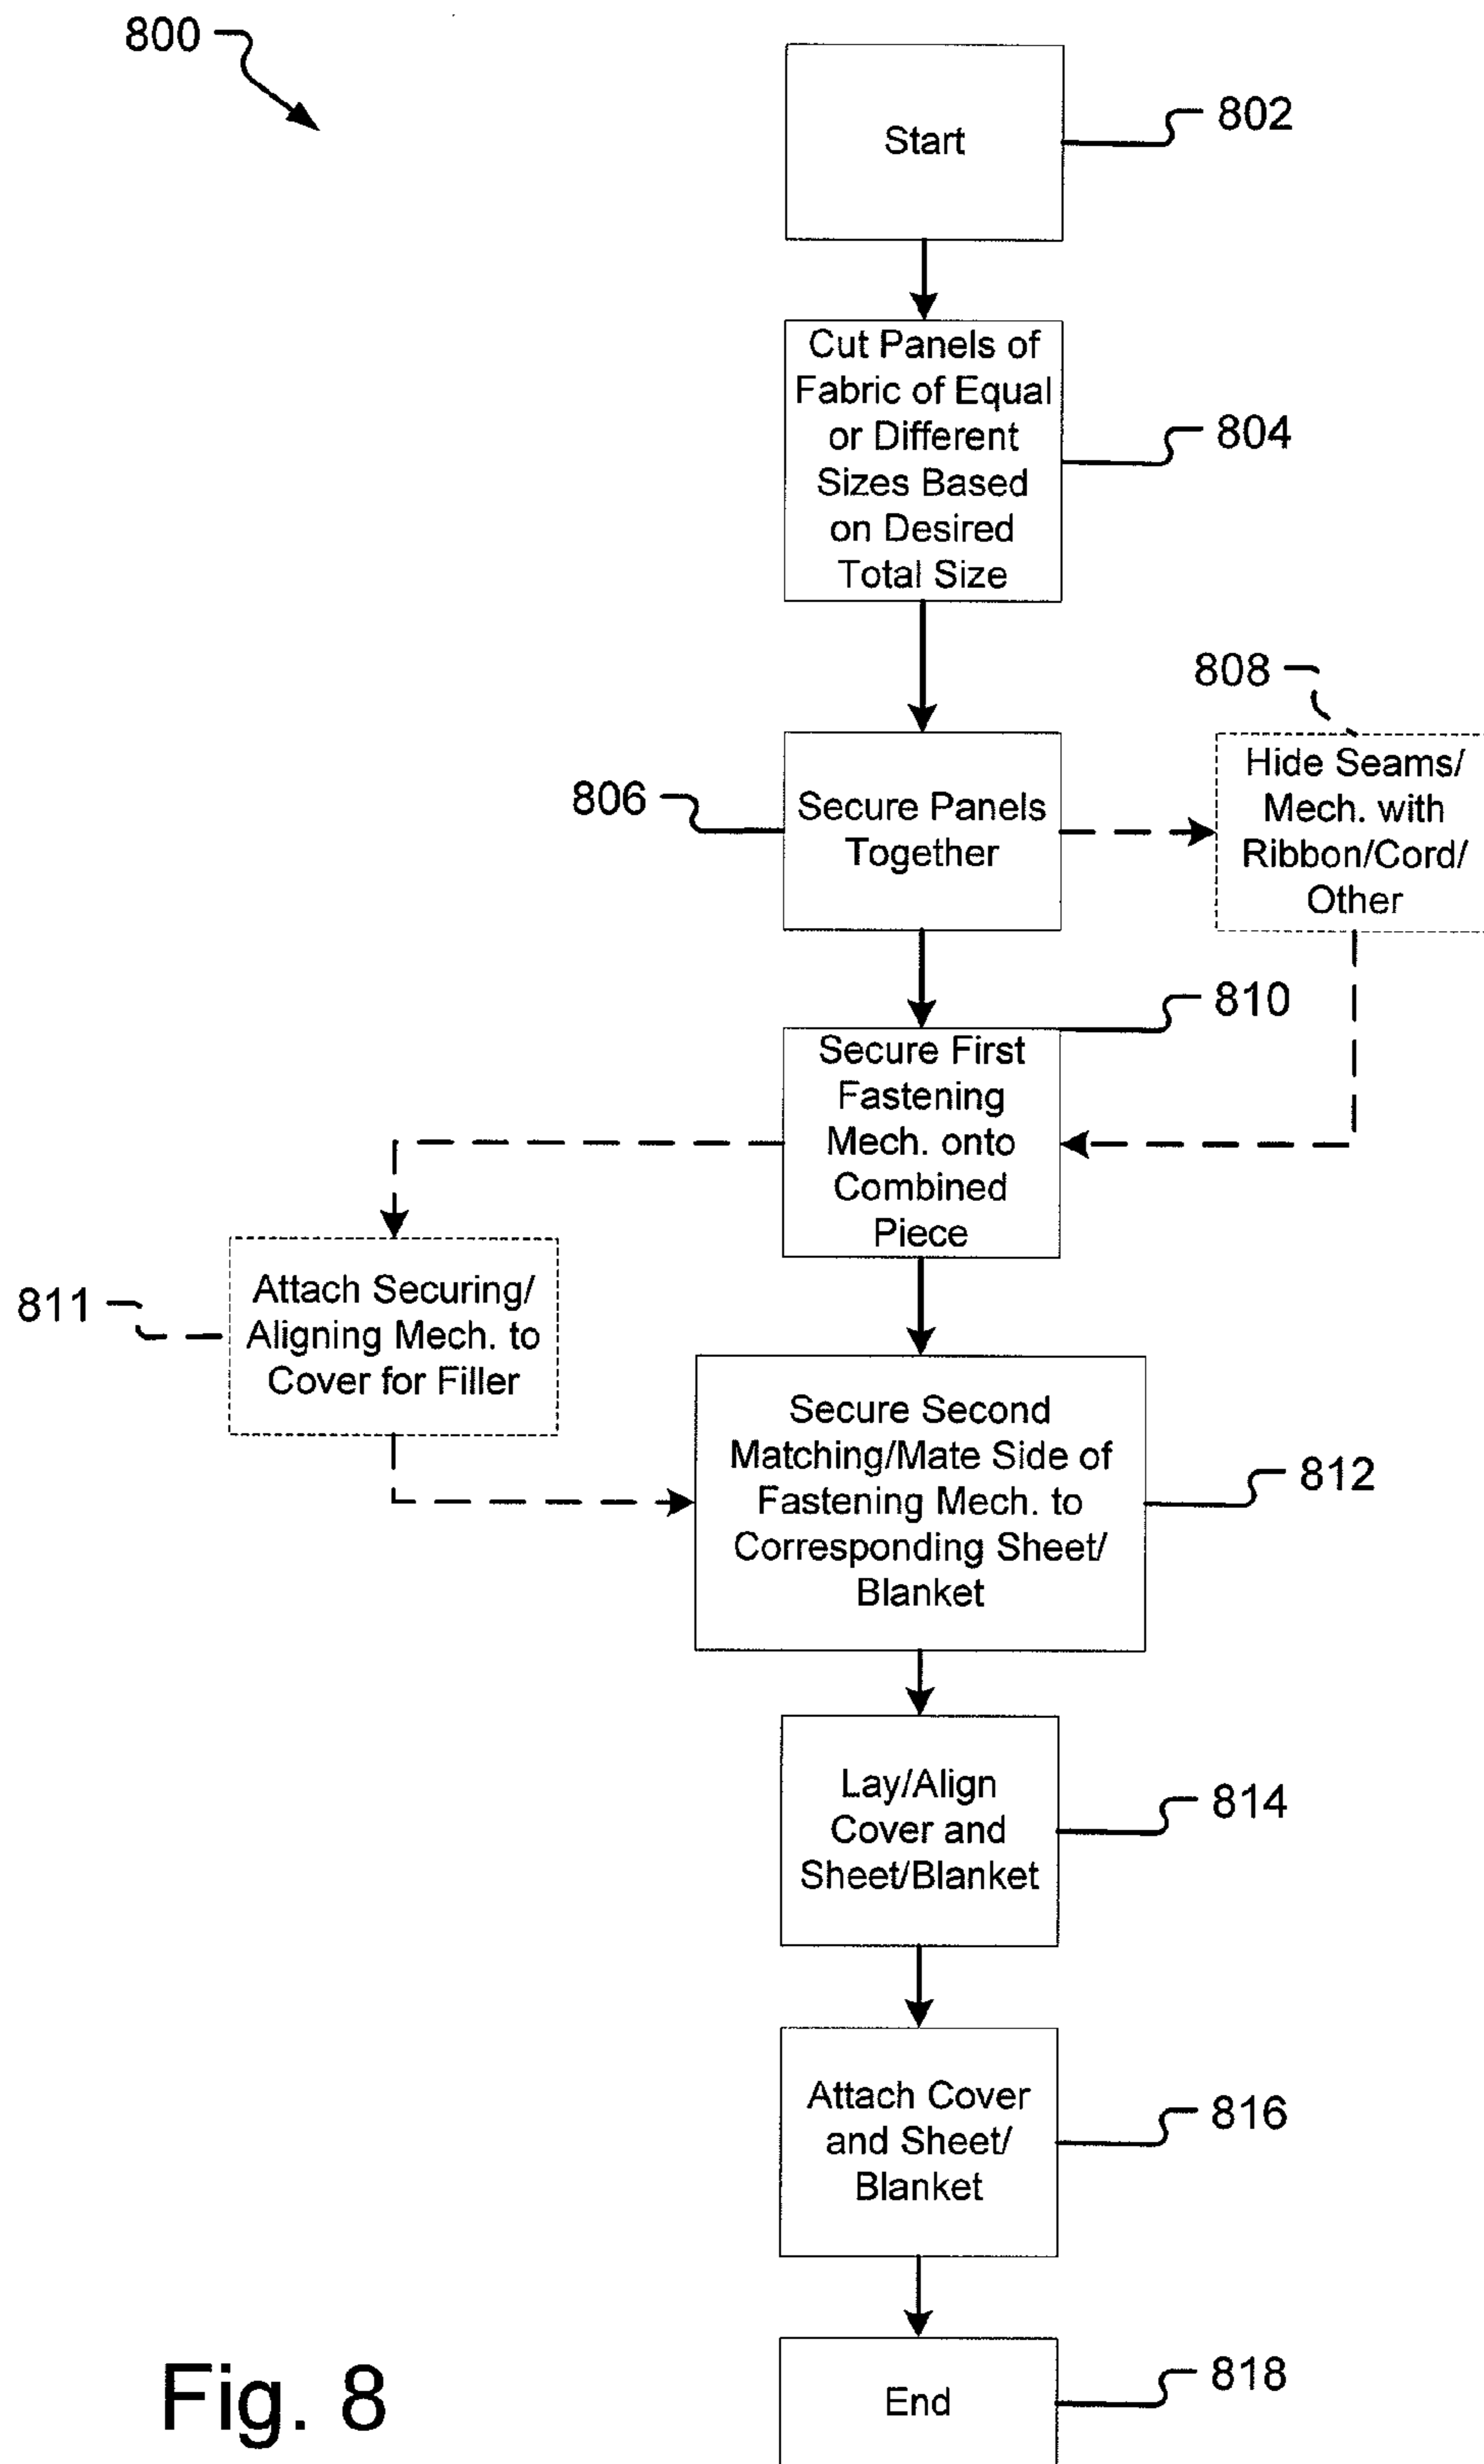 800
Start
802
Cut Panels of
Fabric of Equal
or Different
Sizes Based
on Desired
Total Size
804
808
806
Secure Panels
Together
Hide Seams/
Mech. with
Ribbon/Cord/
Other
810
Secure First
Fastening
Mech. onto
Combined
Piece
811
Attach Securing/
Aligning Mech. to
Cover for Filler
Secure Second
Matching/Mate Side of
Fastening Mech. to
Corresponding Sheet/
Blanket
812
Lay/Align
Cover and
Sheet/Blanket
814
Attach Cover
and Sheet/
Blanket
816
End
818
Fig. 8